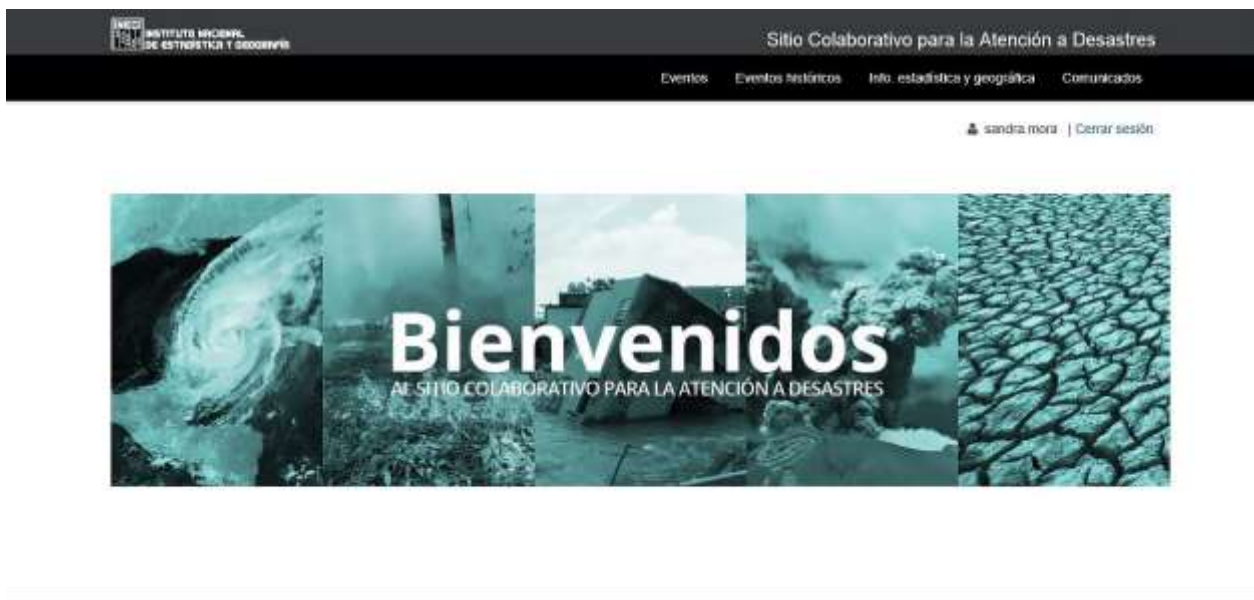 INEGI
INSTITUTO NACIONAL
DE ESTADÍSTICA Y GEOGRAFÍA
Sitio Colaborativo para la Atención a Desastres
Eventos Eventos históricos Info. estadística y geográfica Comunicados
sandra mora | Cerrar sesión
Bienvenidos
AL SITIO COLABORATIVO PARA LA ATENCIÓN A DESASTRES